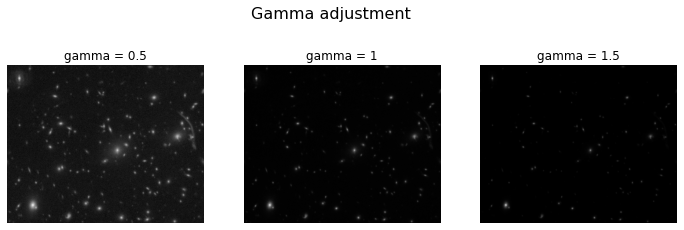 Gamma adjustment
gamma = 0.5
gamma = 1
gamma = 1.5